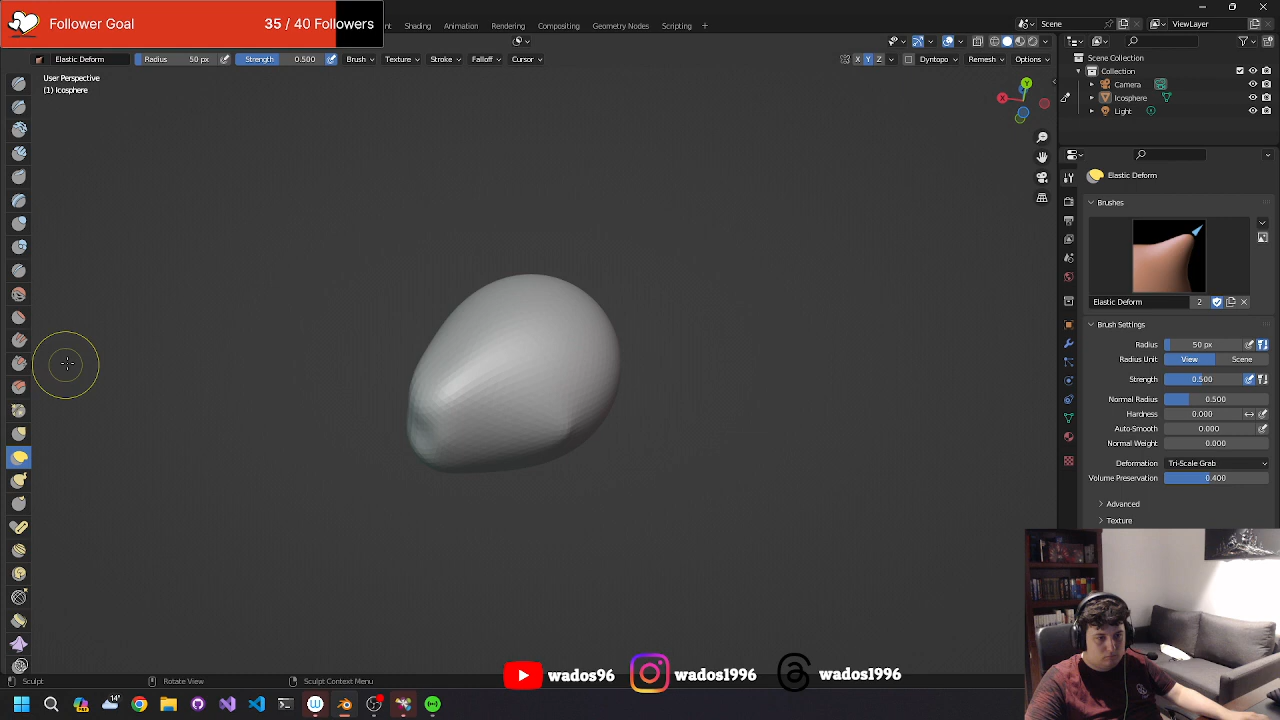 Follower Goal 35 / 40 Followers
nt Shading Animation Rendering Compositing Geometry Nodes Scripting +
Scene
ViewLayer
Elastic Deform
Radius 50 px
Strength 0.500
Brush
Texture
Stroke
Falloff
Cursor
X Y Z
Dyntopo
Remesh
Options
User Perspective
(1) Icosphere
X
Y
Scene Collection
Collection
Camera
Icosphere
Light
Elastic Deform
Brushes
Elastic Deform 2
Brush Settings
Radius 50 px
Radius Unit View Scene
Strength 0.500
Normal Radius 0.500
Hardness 0.000
Auto-Smooth 0.000
Normal Weight 0.000
Deformation Tri-Scale Grab
Volume Preservation 0.400
Advanced
Texture
wados96
wados1996
wados1996
Sculpt
Rotate View
Sculpt Context Menu
14°